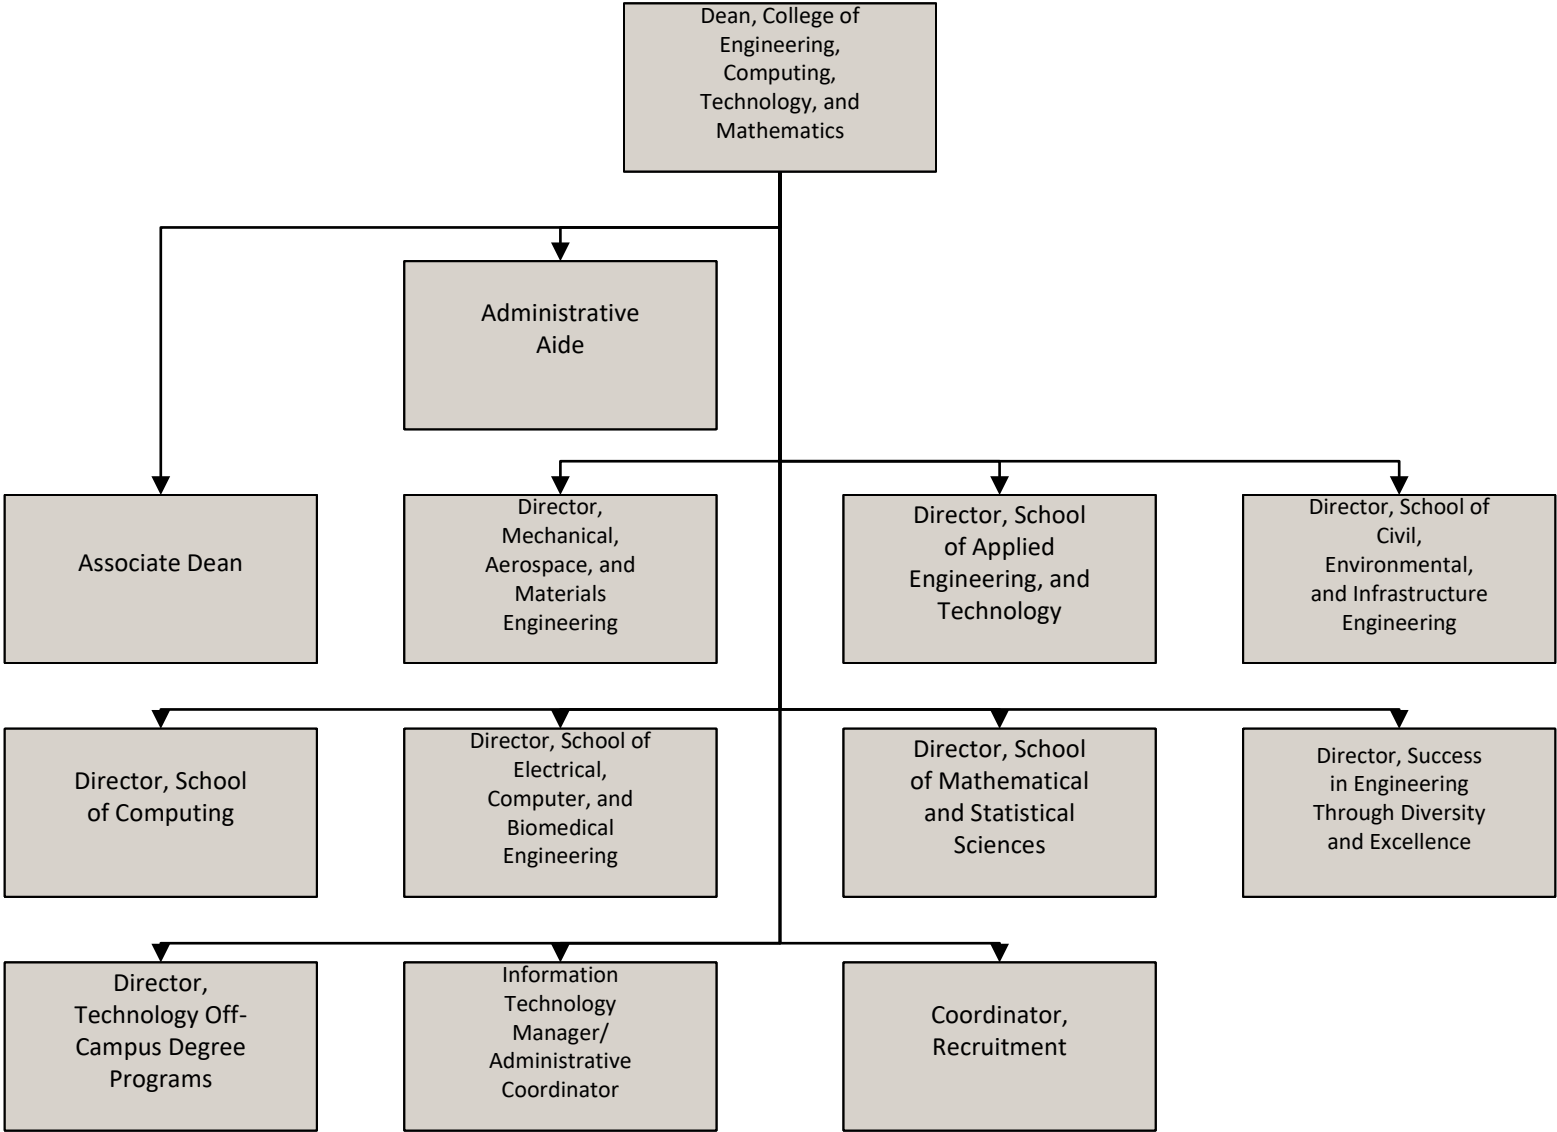 Dean, College of
Engineering,
Computing,
Technology, and
Mathematics
Administrative
Aide
Associate Dean
Director,
Mechanical,
Aerospace, and
Materials
Engineering
Director, School
of Applied
Engineering, and
Technology
Director, School of
Civil,
Environmental,
and Infrastructure
Engineering
Director, School
of Computing
Director, School of
Electrical,
Computer, and
Biomedical
Engineering
Director, School
of Mathematical
and Statistical
Sciences
Director, Success
in Engineering
Through Diversity
and Excellence
Director,
Technology Off-
Campus Degree
Programs
Information
Technology
Manager/
Administrative
Coordinator
Coordinator,
Recruitment